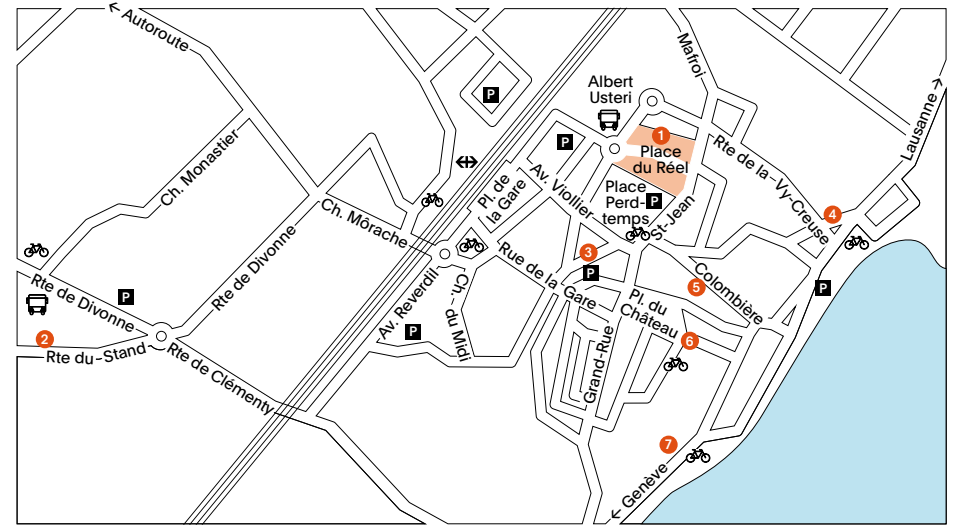 ← Autoroute
Mafroi
Lausanne →
Albert
Usteri
P
P
1
Place
du Réel
Rte de la-Vy-Creuse
Ch. Monastier
Av. Viollier
Pl. de
la Gare
Place
Perd-
temps
P
St-Jean
4
Ch. Môrache
3
Rue de la Gare
P
Colombière
5
P
Rte de Divonne
Rte de Divonne
P
2
Rte du-Stand
Rte de Clémenty
Av. Reverdil
P
Ch- du Midi
Pl. du
Château
6
Grand-Rue
7
← Genève